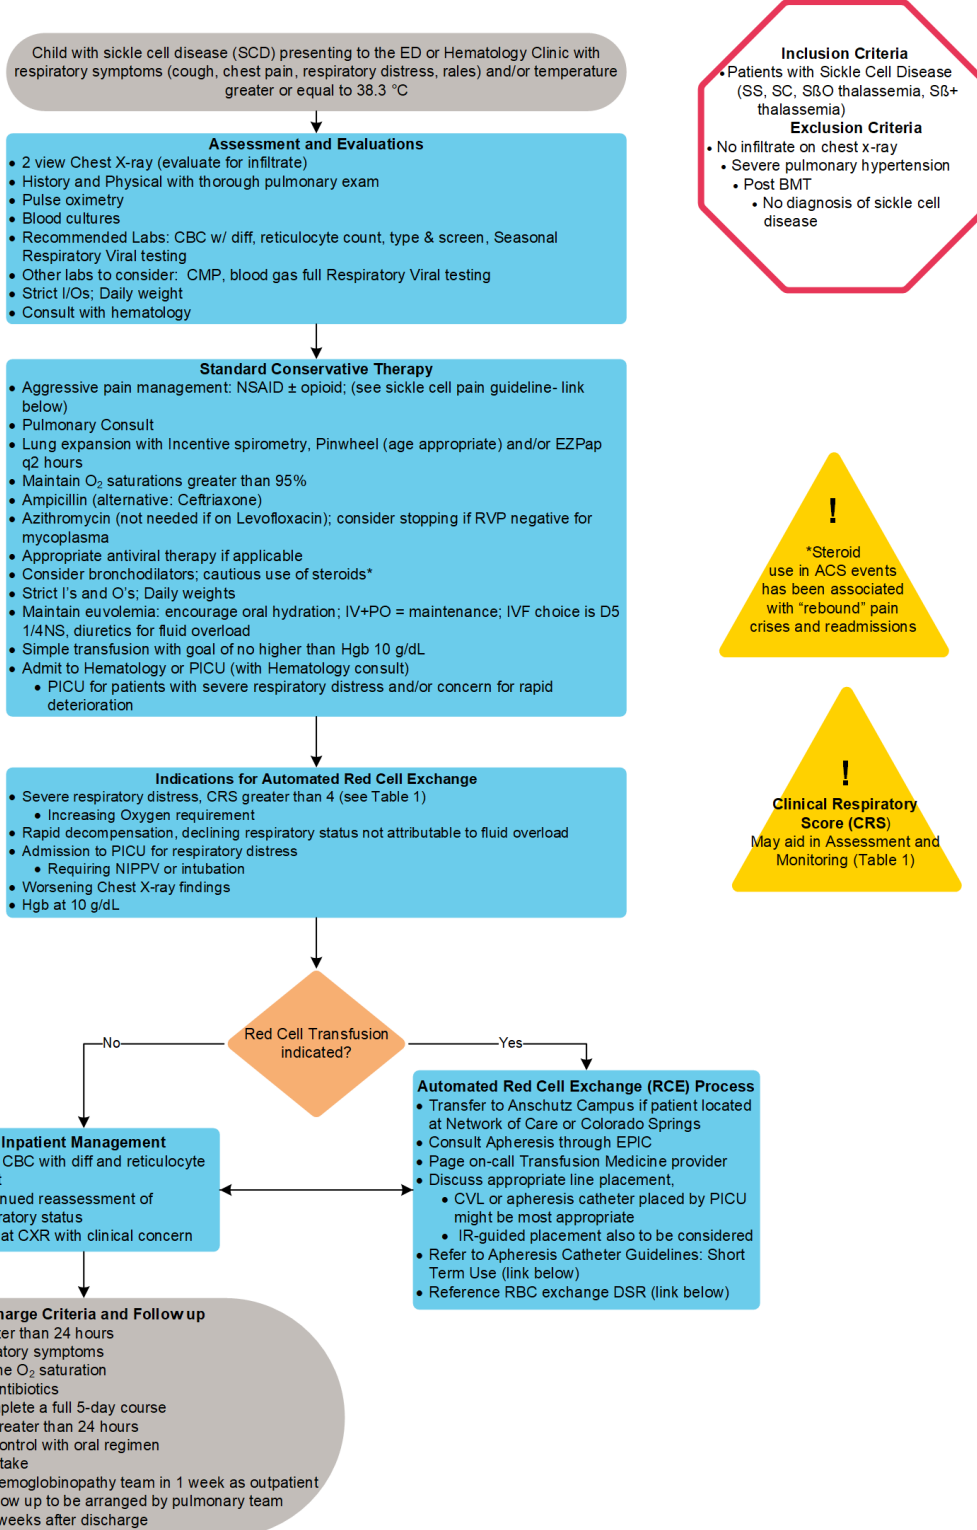 Child with sickle cell disease (SCD) presenting to the ED or Hematology Clinic with
respiratory symptoms (cough, chest pain, respiratory distress, rales) and/or temperature
greater or equal to 38.3 °C
Inclusion Criteria
• Patients with Sickle Cell Disease
(SS, SC, SßO thalassemia, Sß+
thalassemia)
Exclusion Criteria
• No infiltrate on chest x-ray
• Severe pulmonary hypertension
• Post BMT
• No diagnosis of sickle cell
disease
Assessment and Evaluations
• 2 view Chest X-ray (evaluate for infiltrate)
• History and Physical with thorough pulmonary exam
• Pulse oximetry
• Blood cultures
• Recommended Labs: CBC w/ diff, reticulocyte count, type & screen, Seasonal
Respiratory Viral testing
• Other labs to consider: CMP, blood gas full Respiratory Viral testing
• Strict I/Os; Daily weight
• Consult with hematology
Standard Conservative Therapy
• Aggressive pain management: NSAID ± opioid; (see sickle cell pain guideline- link
below)
• Pulmonary Consult
• Lung expansion with Incentive spirometry, Pinwheel (age appropriate) and/or EZPap
q2 hours
• Maintain O₂ saturations greater than 95%
• Ampicillin (alternative: Ceftriaxone)
• Azithromycin (not needed if on Levofloxacin); consider stopping if RVP negative for
mycoplasma
• Appropriate antiviral therapy if applicable
• Consider bronchodilators; cautious use of steroids*
• Strict I's and O's; Daily weights
• Maintain euvolemia: encourage oral hydration; IV+PO = maintenance; IVF choice is D5
1/4NS, diuretics for fluid overload
• Simple transfusion with goal of no higher than Hgb 10 g/dL
• Admit to Hematology or PICU (with Hematology consult)
• PICU for patients with severe respiratory distress and/or concern for rapid
deterioration
!
*Steroid
use in ACS events
has been associated
with “rebound” pain
crises and readmissions
!
Clinical Respiratory
Score (CRS)
May aid in Assessment and
Monitoring (Table 1)
Indications for Automated Red Cell Exchange
• Severe respiratory distress, CRS greater than 4 (see Table 1)
• Increasing Oxygen requirement
• Rapid decompensation, declining respiratory status not attributable to fluid overload
• Admission to PICU for respiratory distress
• Requiring NIPPV or intubation
• Worsening Chest X-ray findings
• Hgb at 10 g/dL
Red Cell Transfusion
indicated?
No
Yes
Automated Red Cell Exchange (RCE) Process
• Transfer to Anschutz Campus if patient located
at Network of Care or Colorado Springs
• Consult Apheresis through EPIC
• Page on-call Transfusion Medicine provider
• Discuss appropriate line placement,
• CVL or apheresis catheter placed by PICU
might be most appropriate
• IR-guided placement also to be considered
• Refer to Apheresis Catheter Guidelines: Short
Term Use (link below)
• Reference RBC exchange DSR (link below)
Inpatient Management
CBC with diff and reticulocyte
nued reassessment of
ratory status
at CXR with clinical concern
harge Criteria and Follow up
ter than 24 hours
atory symptoms
ne O₂ saturation
ntibiotics
plete a full 5-day course
reater than 24 hours
ontrol with oral regimen
take
emoglobinopathy team in 1 week as outpatient
ow up to be arranged by pulmonary team
weeks after discharge